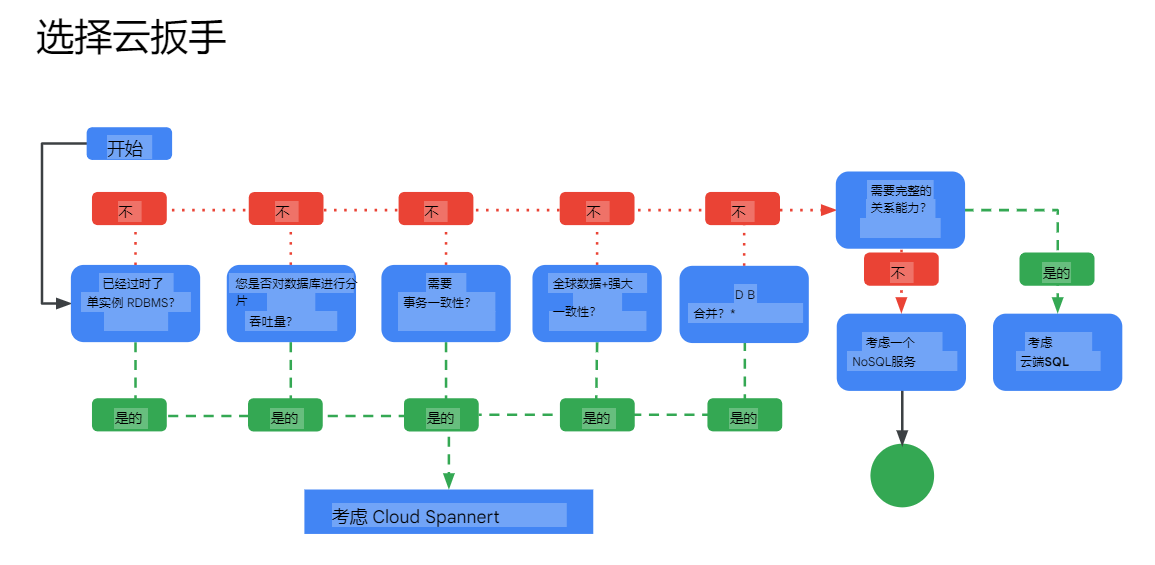 选择云扳手
开始
不
不
不
不
不
需要完整的
关系能力？
不
是的
已经过时了
单实例 RDBMS？
您是否对数据库进行分
片
吞吐量？
需要
事务一致性？
全球数据+强大
一致性？
D B
合并？*
考虑一个
NoSQL服务
考虑
云端SQL
是的
是的
是的
是的
是的
考虑 Cloud Spannert